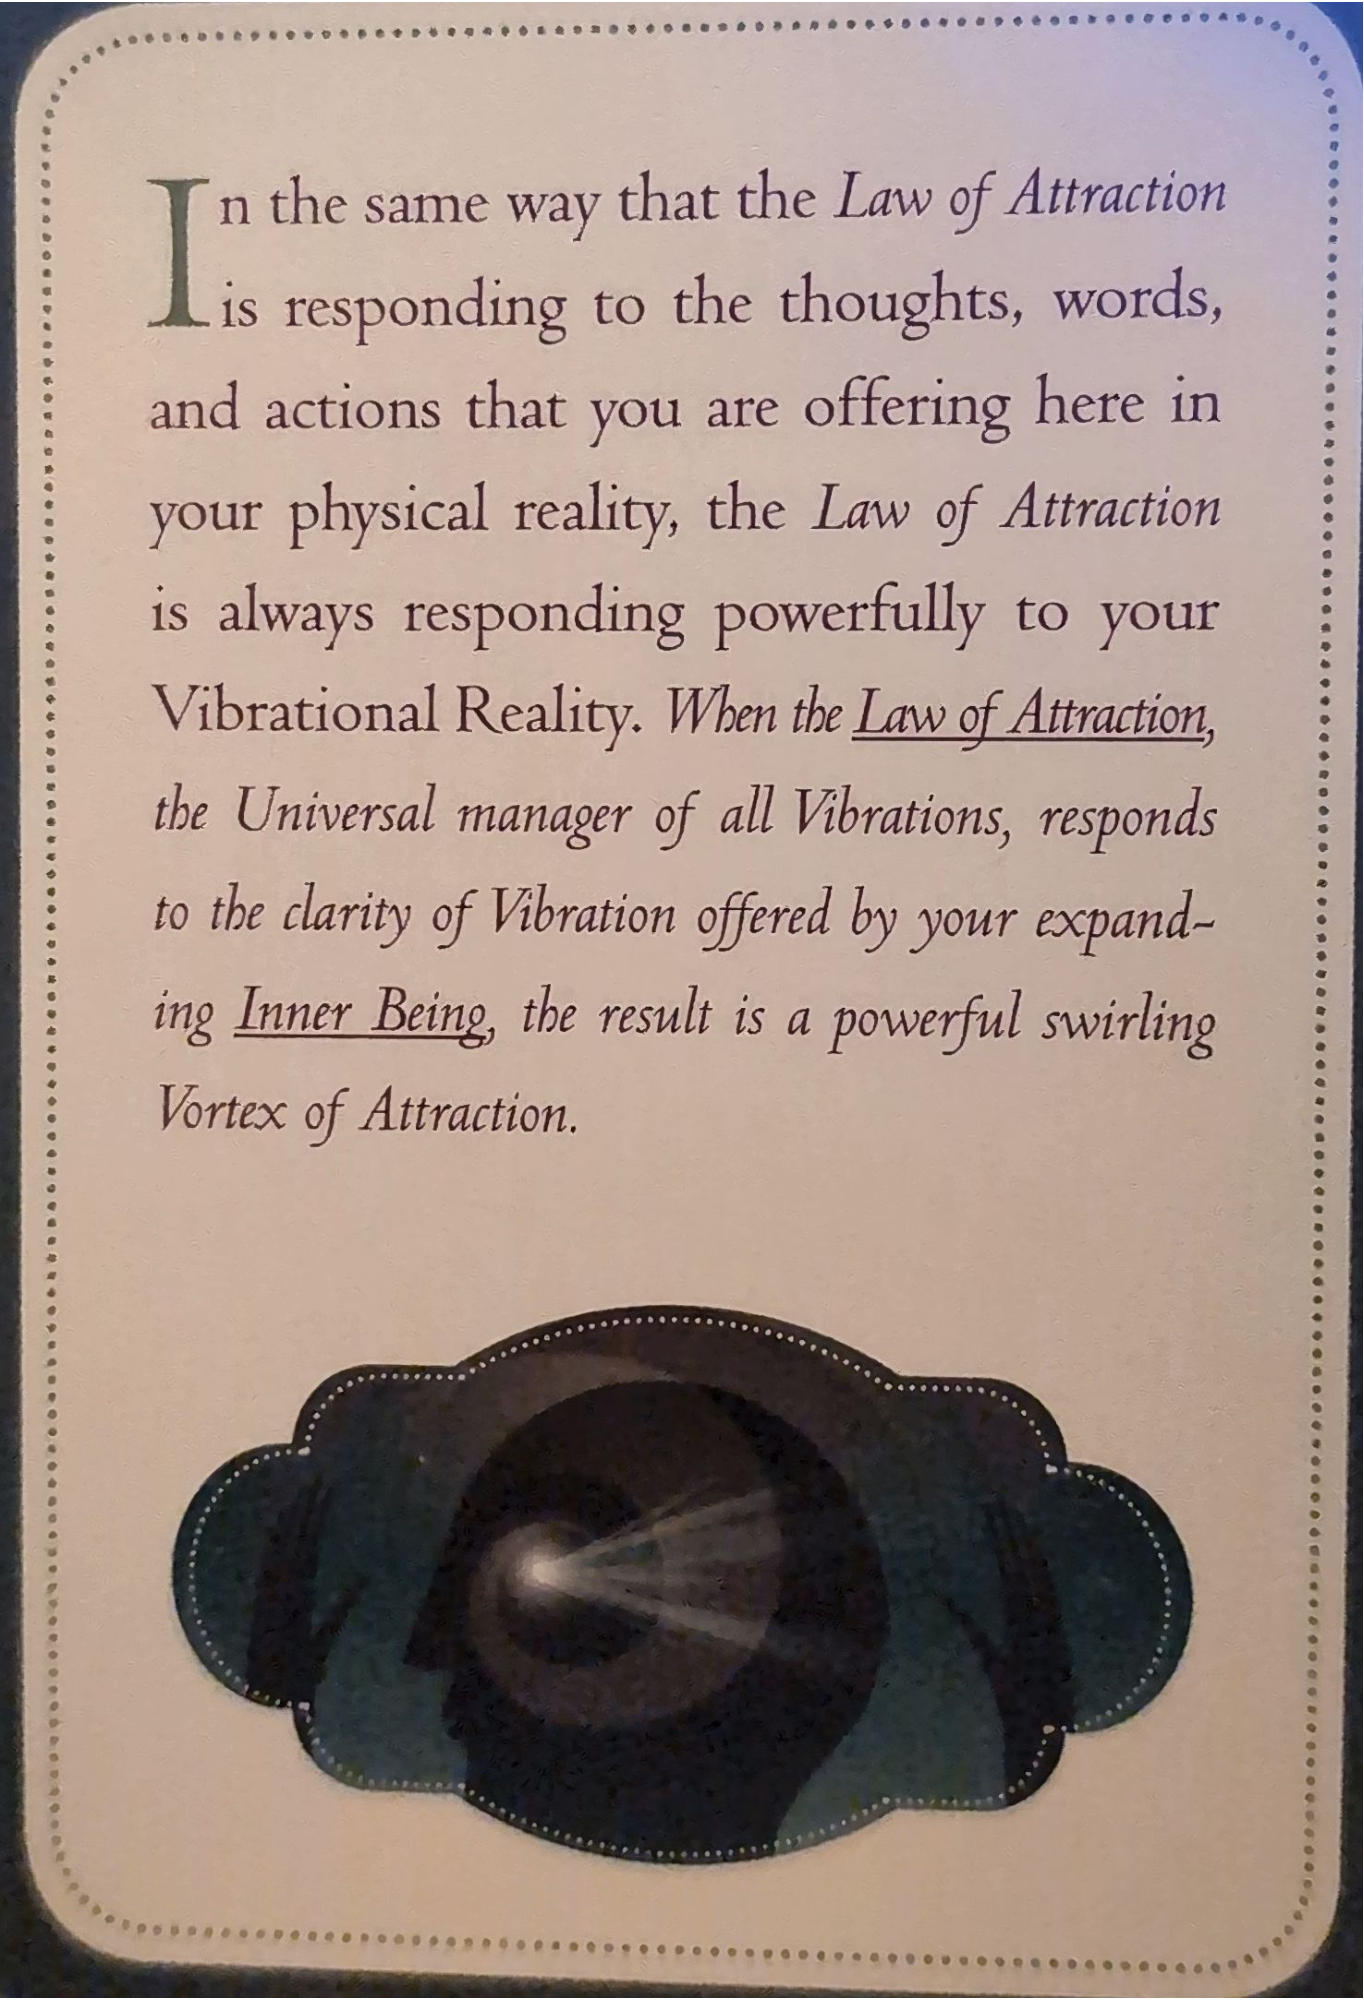 In the same way that the Law of Attraction
is responding to the thoughts, words,
and actions that you are offering here in
your physical reality, the Law of Attraction
is always responding powerfully to your
Vibrational Reality. When the Law of Attraction,
the Universal manager of all Vibrations, responds
to the clarity of Vibration offered by your expand-
ing Inner Being, the result is a powerful swirling
Vortex of Attraction.